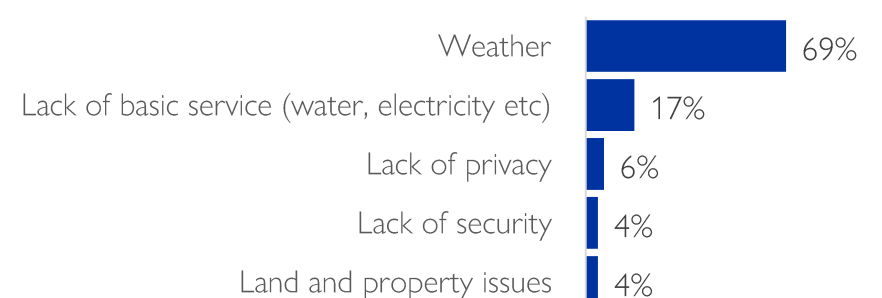 Weather 69%
Lack of basic service (water, electricity etc) 17%
Lack of privacy 6%
Lack of security 4%
Land and property issues 4%